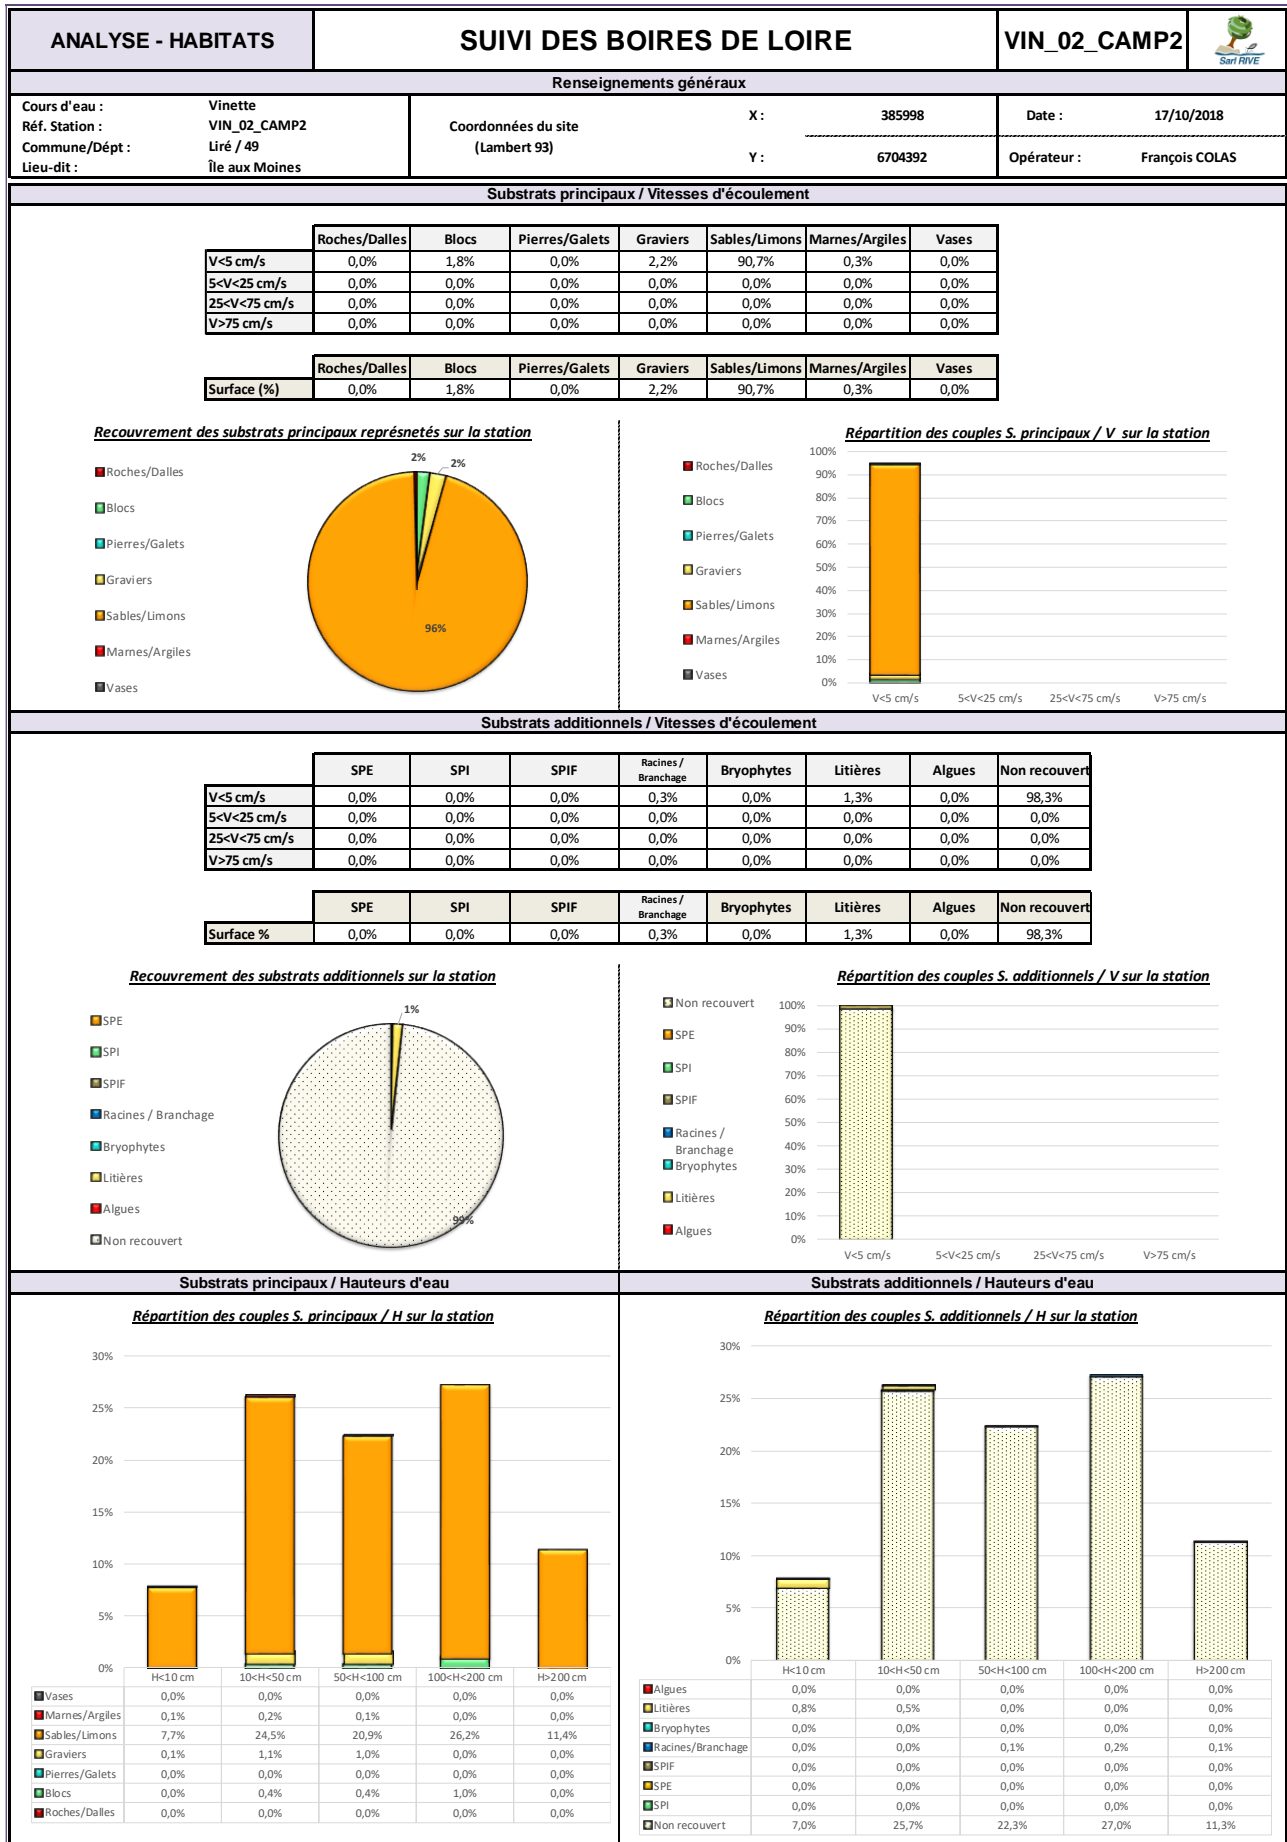 ANALYSE - HABITATS
SUIVI DES BOIRES DE LOIRE
VIN_02_CAMP2
Sarl RIVE
Renseignements généraux
Cours d'eau : Vinette
Réf. Station : VIN_02_CAMP2
Commune/Dépt : Liré / 49
Lieu-dit : Île aux Moines
Coordonnées du site
(Lambert 93)
X : 385998
Y : 6704392
Date : 17/10/2018
Opérateur : François COLAS
Substrats principaux / Vitesses d'écoulement
Roches/Dalles Blocs Pierres/Galets Graviers Sables/Limons Marnes/Argiles Vases
V<5 cm/s 0,0% 1,8% 0,0% 2,2% 90,7% 0,3% 0,0%
5<V<25 cm/s 0,0% 0,0% 0,0% 0,0% 0,0% 0,0% 0,0%
25<V<75 cm/s 0,0% 0,0% 0,0% 0,0% 0,0% 0,0% 0,0%
V>75 cm/s 0,0% 0,0% 0,0% 0,0% 0,0% 0,0% 0,0%
Roches/Dalles Blocs Pierres/Galets Graviers Sables/Limons Marnes/Argiles Vases
Surface (%) 0,0% 1,8% 0,0% 2,2% 90,7% 0,3% 0,0%
Recouvrement des substrats principaux représnetés sur la station
Roches/Dalles
Blocs
Pierres/Galets
Graviers
Sables/Limons
Marnes/Argiles
Vases
2%
2%
96%
Répartition des couples S. principaux / V sur la station
Roches/Dalles
Blocs
Pierres/Galets
Graviers
Sables/Limons
Marnes/Argiles
Vases
100%
90%
80%
70%
60%
50%
40%
30%
20%
10%
0%
V<5 cm/s 5<V<25 cm/s 25<V<75 cm/s V>75 cm/s
Substrats additionnels / Vitesses d'écoulement
SPE SPI SPIF Racines / Branchage Bryophytes Litières Algues Non recouvert
V<5 cm/s 0,0% 0,0% 0,0% 0,3% 0,0% 1,3% 0,0% 98,3%
5<V<25 cm/s 0,0% 0,0% 0,0% 0,0% 0,0% 0,0% 0,0% 0,0%
25<V<75 cm/s 0,0% 0,0% 0,0% 0,0% 0,0% 0,0% 0,0% 0,0%
V>75 cm/s 0,0% 0,0% 0,0% 0,0% 0,0% 0,0% 0,0% 0,0%
SPE SPI SPIF Racines / Branchage Bryophytes Litières Algues Non recouvert
Surface % 0,0% 0,0% 0,0% 0,3% 0,0% 1,3% 0,0% 98,3%
Recouvrement des substrats additionnels sur la station
SPE
SPI
SPIF
Racines / Branchage
Bryophytes
Litières
Algues
Non recouvert
1%
99%
Répartition des couples S. additionnels / V sur la station
Non recouvert
SPE
SPI
SPIF
Racines /
Branchage
Bryophytes
Litières
Algues
100%
90%
80%
70%
60%
50%
40%
30%
20%
10%
0%
V<5 cm/s 5<V<25 cm/s 25<V<75 cm/s V>75 cm/s
Substrats principaux / Hauteurs d'eau
Répartition des couples S. principaux / H sur la station
30%
25%
20%
15%
10%
5%
0%
H<10 cm 10<H<50 cm 50<H<100 cm 100<H<200 cm H>200 cm
Vases 0,0% 0,0% 0,0% 0,0% 0,0%
Marnes/Argiles 0,1% 0,2% 0,1% 0,0% 0,0%
Sables/Limons 7,7% 24,5% 20,9% 26,2% 11,4%
Graviers 0,1% 1,1% 1,0% 0,0% 0,0%
Pierres/Galets 0,0% 0,0% 0,0% 0,0% 0,0%
Blocs 0,0% 0,4% 0,4% 1,0% 0,0%
Roches/Dalles 0,0% 0,0% 0,0% 0,0% 0,0%
Substrats additionnels / Hauteurs d'eau
Répartition des couples S. additionnels / H sur la station
30%
25%
20%
15%
10%
5%
0%
H<10 cm 10<H<50 cm 50<H<100 cm 100<H<200 cm H>200 cm
Algues 0,0% 0,0% 0,0% 0,0% 0,0%
Litières 0,8% 0,5% 0,0% 0,0% 0,0%
Bryophytes 0,0% 0,0% 0,0% 0,0% 0,0%
Racines/Branchage 0,0% 0,0% 0,1% 0,2% 0,1%
SPIF 0,0% 0,0% 0,0% 0,0% 0,0%
SPE 0,0% 0,0% 0,0% 0,0% 0,0%
SPI 0,0% 0,0% 0,0% 0,0% 0,0%
Non recouvert 7,0% 25,7% 22,3% 27,0% 11,3%